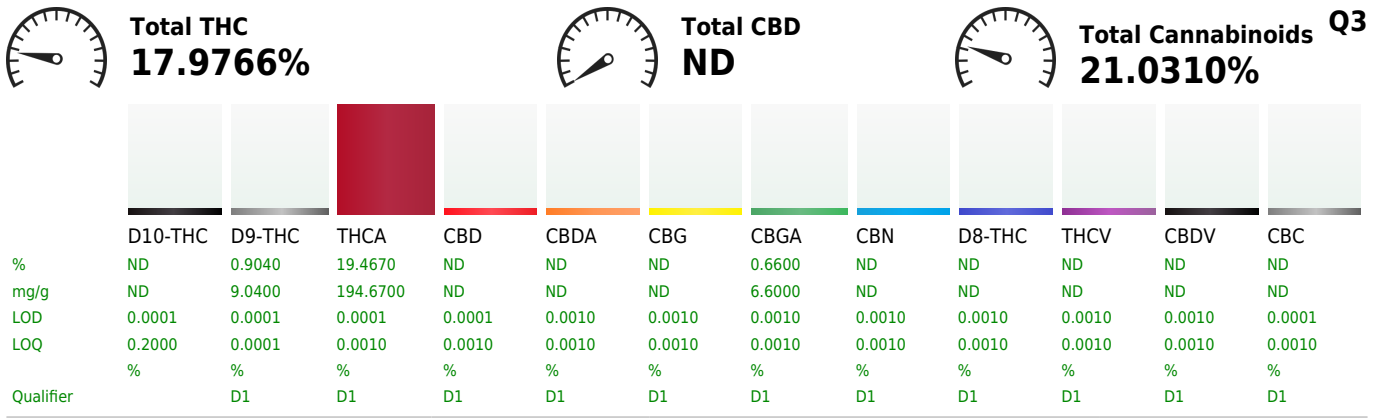 Total THC
17.9766%
Total CBD
ND
Total Cannabinoids Q3
21.0310%
D10-THC D9-THC THCA CBD CBDA CBG CBGA CBN D8-THC THCV CBDV CBC
% ND 0.9040 19.4670 ND ND ND 0.6600 ND ND ND ND ND
mg/g ND 9.0400 194.6700 ND ND ND 6.6000 ND ND ND ND ND
LOD 0.0001 0.0001 0.0001 0.0001 0.0010 0.0010 0.0010 0.0010 0.0010 0.0010 0.0010 0.0001
LOQ 0.2000 0.0001 0.0010 0.0010 0.0010 0.0010 0.0010 0.0010 0.0010 0.0010 0.0010 0.0010
% % % % % % % % % % % %
Qualifier D1 D1 D1 D1 D1 D1 D1 D1 D1 D1 D1